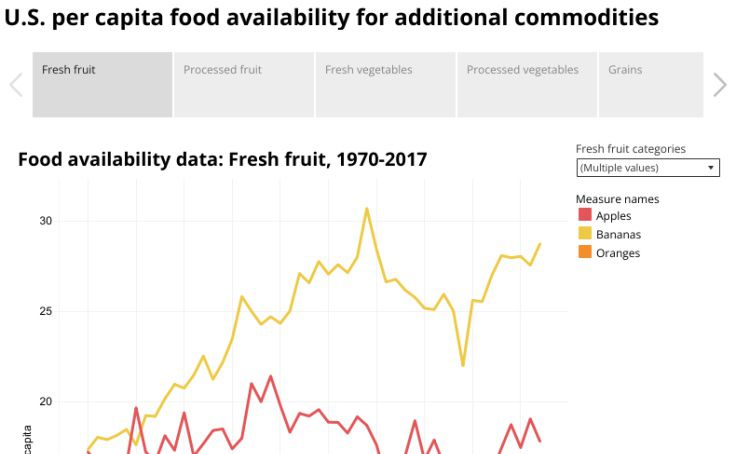 U.S. per capita food availability for additional commodities
Fresh fruit
Processed fruit
Fresh vegetables
Processed vegetables
Grains
Food availability data: Fresh fruit, 1970-2017
Fresh fruit categories
(Multiple values)
Measure names
Apples
Bananas
Oranges
30
25
20
capita